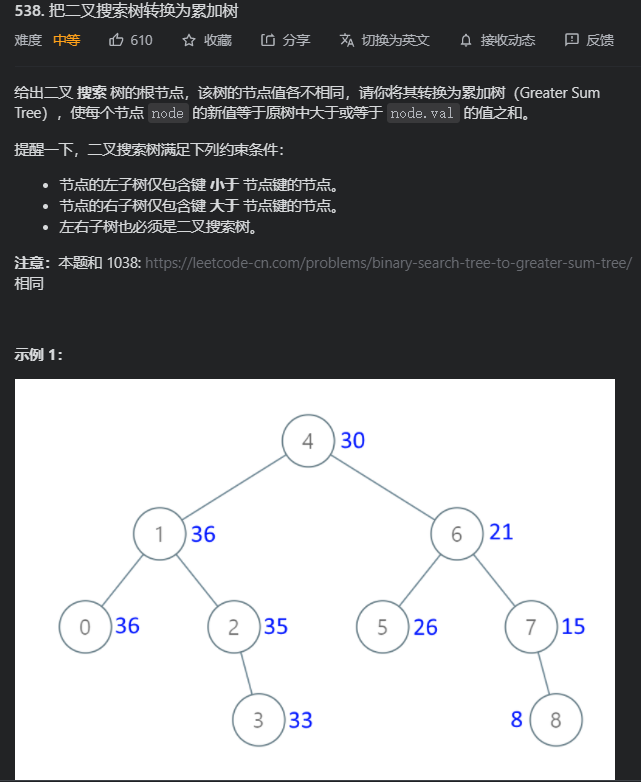 538. 把二叉搜索树转换为累加树
难度 中等 610 收藏 分享 切换为英文 接收动态 反馈
给出二叉 搜索 树的根节点，该树的节点值各不相同，请你将其转换为累加树（Greater Sum
Tree），使每个节点 node 的新值等于原树中大于或等于 node.val 的值之和。
提醒一下，二叉搜索树满足下列约束条件：
• 节点的左子树仅包含键 小于 节点键的节点。
• 节点的右子树仅包含键 大于 节点键的节点。
• 左右子树也必须是二叉搜索树。
注意：本题和 1038: https://leetcode-cn.com/problems/binary-search-tree-to-greater-sum-tree/
相同
示例 1：
4 30
1 36 6 21
0 36 2 35 5 26 7 15
3 33 8 8